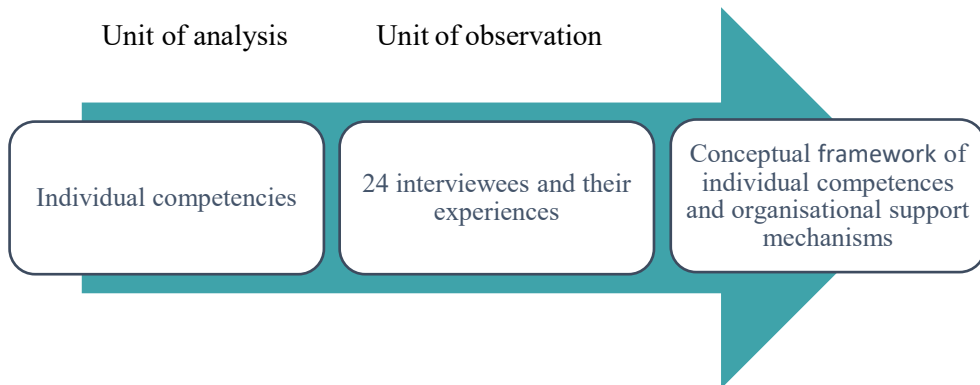 Unit of analysis
Unit of observation
Individual competencies
24 interviewees and their
experiences
Conceptual framework of
individual competences
and organisational support
mechanisms